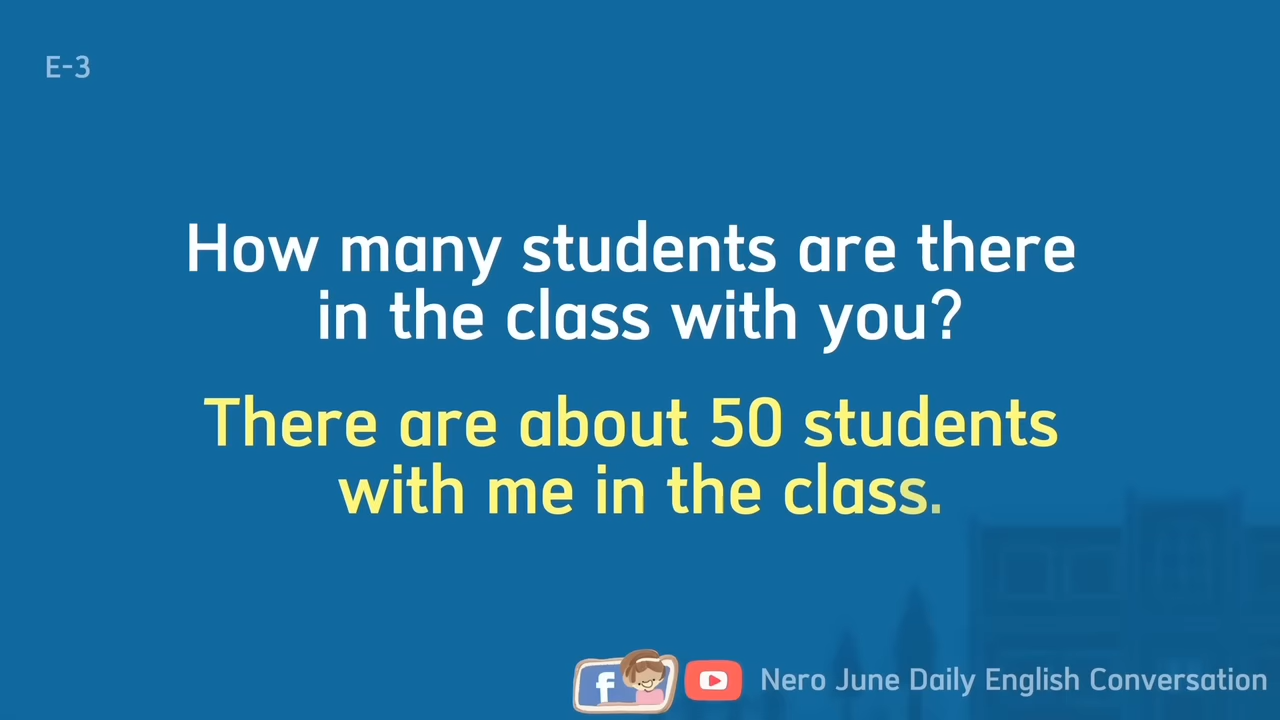 E-3
How many students are there
in the class with you?
There are about 50 students
with me in the class.
f
Nero June Daily English Conversation